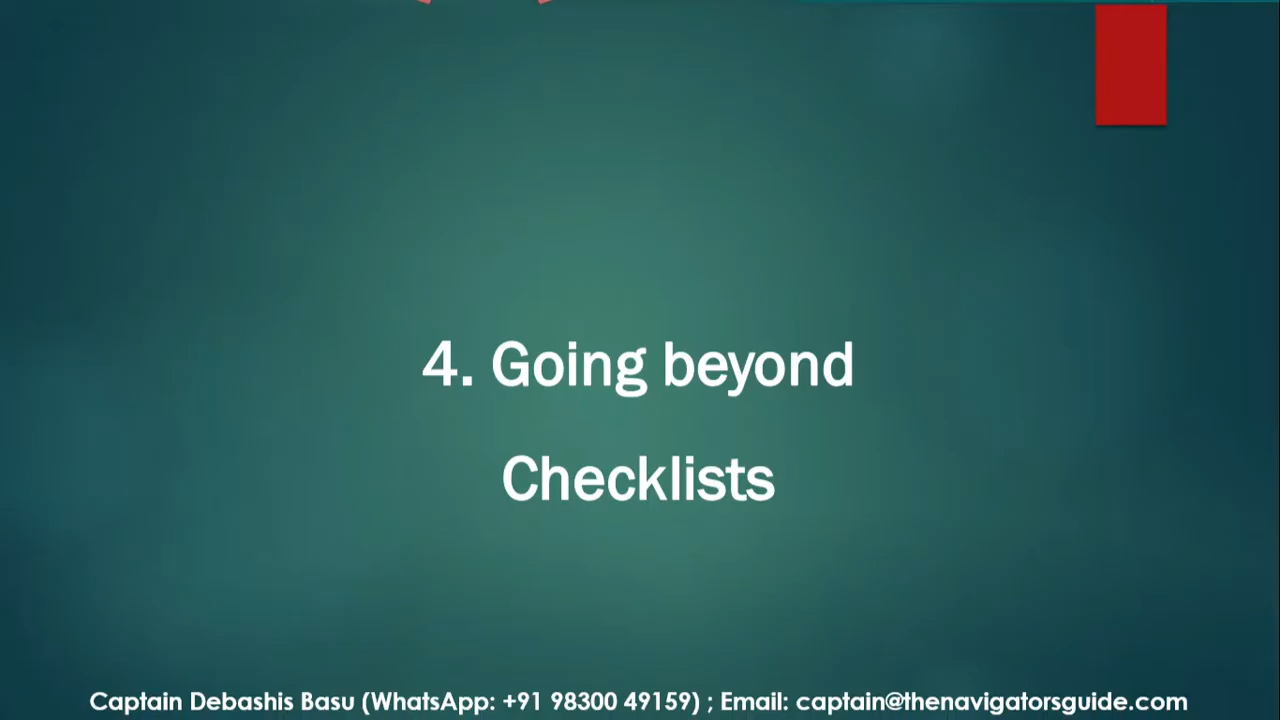 4. Going beyond
Checklists
Captain Debashis Basu (WhatsApp: +91 98300 49159) ; Email: captain@thenavigatorsguide.com